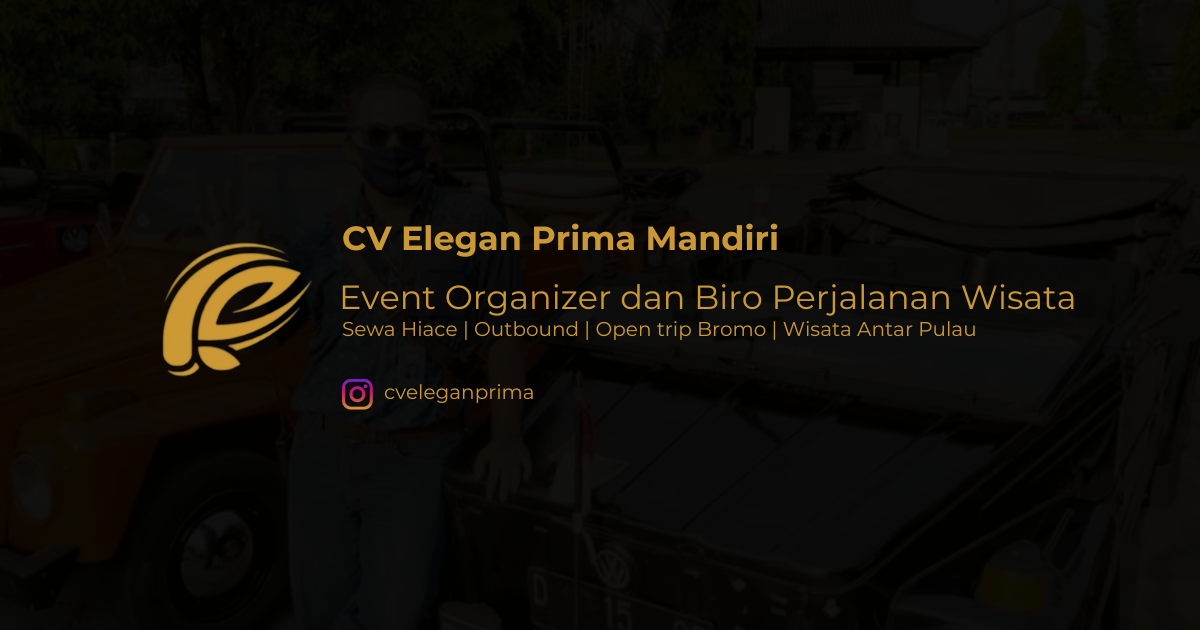 CV Elegan Prima Mandiri
Event Organizer dan Biro Perjalanan Wisata
Sewa Hiace | Outbound | Open trip Bromo | Wisata Antar Pulau
cveleganprima
D 15